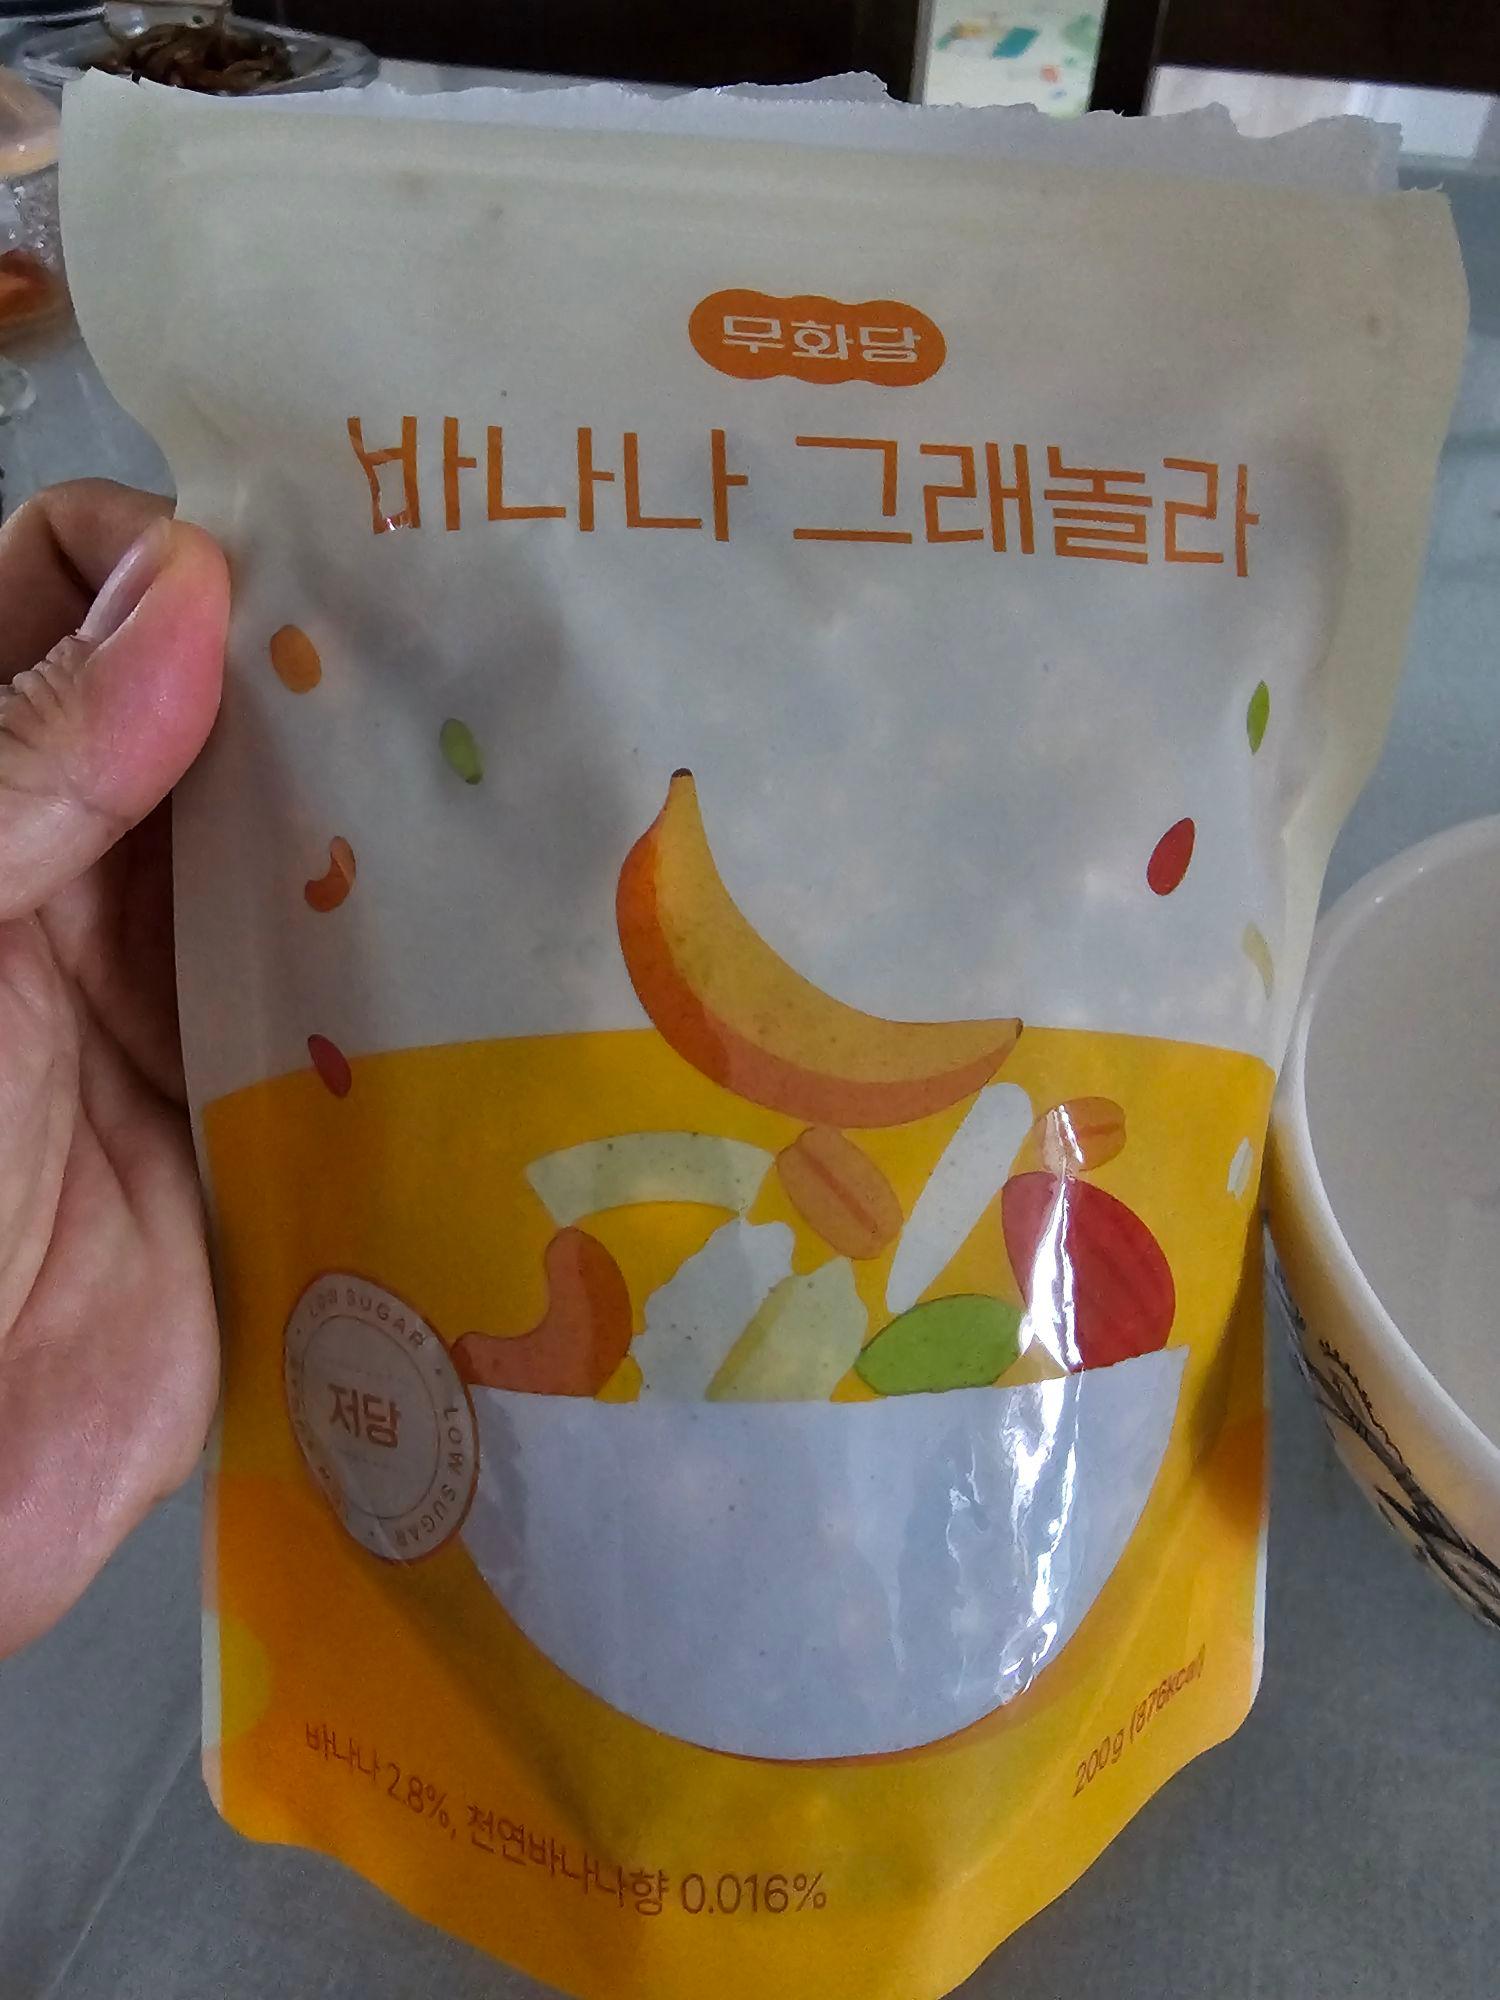 무화당
바나나 그래놀라
LOW SUGAR
저당
LOW SUGAR
200g (876kcal)
바나나 2.8%, 천연바나나향 0.016%